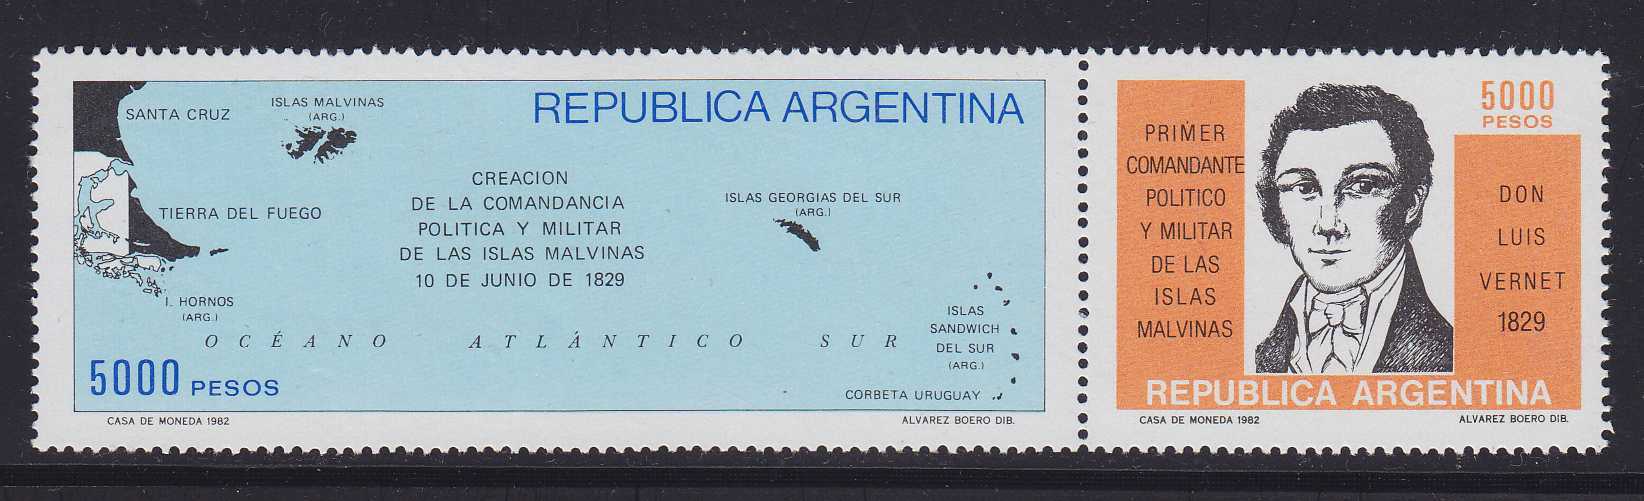 SANTA CRUZ
ISLAS MALVINAS
(ARG.)
REPUBLICA ARGENTINA
CREACION
DE LA COMANDANCIA
POLITICA Y MILITAR
DE LAS ISLAS MALVINAS
10 DE JUNIO DE 1829
TIERRA DEL FUEGO
ISLAS GEORGIAS DEL SUR
(ARG.)
I. HORNOS
(ARG.)
OCÉANO ATLÁNTICO SUR
ISLAS
SANDWICH
DEL SUR
(ARG.)
CORBETA URUGUAY
5000 PESOS
CASA DE MONEDA 1982
ALVAREZ BOERO DIB.
PRIMER
COMANDANTE
POLITICO
Y MILITAR
DE LAS
ISLAS
MALVINAS
5000
PESOS
DON
LUIS
VERNET
1829
REPUBLICA ARGENTINA
CASA DE MONEDA 1982
ALVAREZ BOERO DIB.